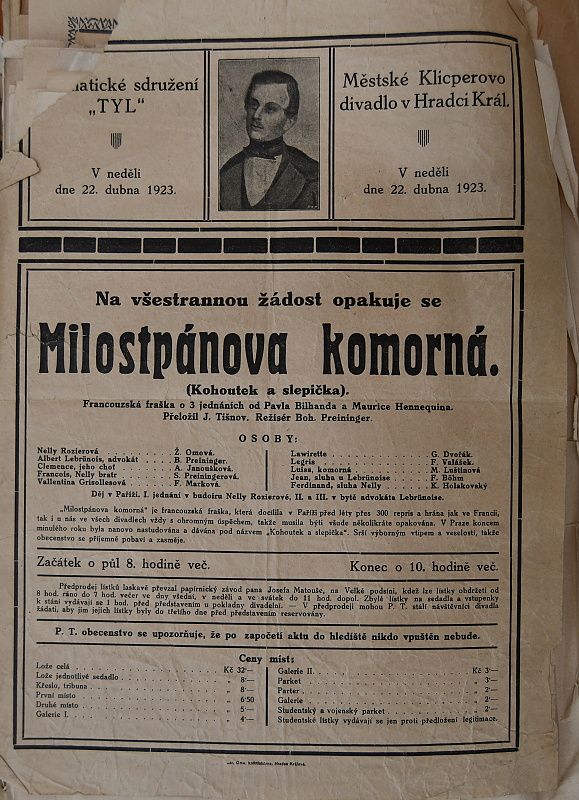 matické sdružení
„TYL“
V neděli
dne 22. dubna 1923.
Městské Klicperovo
divadlo v Hradci Král.
V neděli
dne 22. dubna 1923.
Na všestrannou žádost opakuje se
Milostpánova komorná.
(Kohoutek a slepička).
Francouzská fraška o 3 jednáních od Pavla Bilhanda a Maurice Hennequina.
Přeložil J. Tišnov. Režisér Boh. Preininger.
OSOBY:
Nelly Rozierová . . . . . . . Ž. Omová.
Albert Lebrünois, advokát . . . B. Preininger.
Clemence, jeho choť . . . . . A. Janoušková.
Francois, Nelly bratr . . . . . S. Preiningerová.
Vallentina Grisollesová . . . . F. Marková.
Lawirette . . . . . . . G. Dvořák.
Legris . . . . . . . F. Valášek.
Luisa, komorná . . . . . M. Luštinová
Jean, sluha u Lebrünoise . . F. Böhm
Ferdinand, sluha Nelly . . . K. Holakovský
Děj v Paříži. I. jednání v budoiru Nelly Rozierové, II. a III. v bytě advokáta Lebrünoise.
„Milostpánova komorná“ je francouzská fraška, která docílila v Paříži před léty přes 300 repris a hrána jak ve Francii,
tak i u nás ve všech divadlech vždy s ohromným úspěchem, takže musila býti všude několikráte opakována. V Praze koncem
minulého roku byla nanovo nastudována a dávána pod názvem „Kohoutek a slepička“. Srší výborným vtipem a veselostí, takže
obecenstvo se příjemně pobaví a zasměje.
Začátek o půl 8. hodině več.
Konec o 10. hodině več.
Předprodej lístků laskavě převzal papírnický závod pana Josefa Matouše, na Velké podsíni, kdež lze lístky obdržeti od
8 hod. ráno do 7 hod. večer ve dny všední, v neděli a ve svátek do 11 hod. dopol. Zbylé lístky na sedadla a vstupenky
k stání vydávají se 1 hod. před představením u pokladny divadelní. — V předprodeji mohou P. T. stálí návštěvníci divadla
žádati, aby jim jejich lístky byly do třetího dne před představením reservovány.
P. T. obecenstvo se upozorňuje, že po započetí aktu do hlediště nikdo vpuštěn nebude.
Ceny míst:
Lože celá . . . . . . . Kč 32·—
Lože jednotlivé sedadlo . . . „ 8·—
Křeslo, tribuna . . . . . „ 8·—
První místo . . . . . . „ 6·50
Druhé místo . . . . . . „ 5·—
Galerie I. . . . . . . . „ 4·—
Galerie II. . . . . . . Kč 3·—
Parket . . . . . . . „ 3·—
Parter . . . . . . . „ 2·—
Galerie . . . . . . . „ 2·—
Studentský a vojenský parket . . „ 2·—
Studentské lístky vydávají se jen proti předložení legitimace.
Hradec Králové.